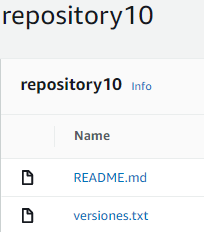 repository10
repository10 Info
Name
README.md
versiones.txt